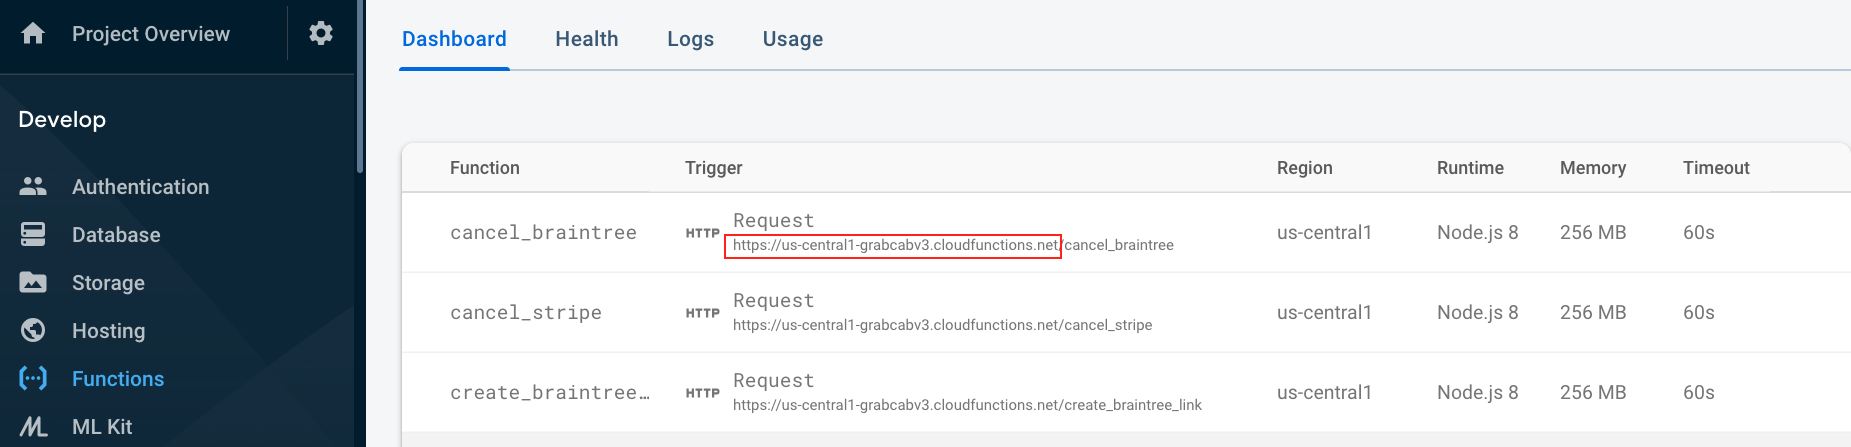 Project Overview
Develop
Authentication
Database
Storage
Hosting
Functions
ML Kit
Dashboard Health Logs Usage
Function Trigger Region Runtime Memory Timeout
cancel_braintree HTTP Request us-central1 Node.js 8 256 MB 60s
https://us-central1-grabcabv3.cloudfunctions.net/cancel_braintree
cancel_stripe HTTP Request us-central1 Node.js 8 256 MB 60s
https://us-central1-grabcabv3.cloudfunctions.net/cancel_stripe
create_braintree… HTTP Request us-central1 Node.js 8 256 MB 60s
https://us-central1-grabcabv3.cloudfunctions.net/create_braintree_link